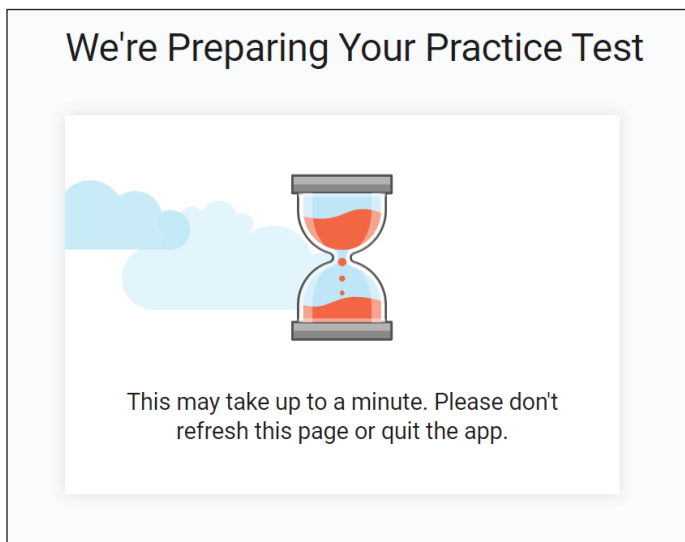 We're Preparing Your Practice Test
This may take up to a minute. Please don't
refresh this page or quit the app.